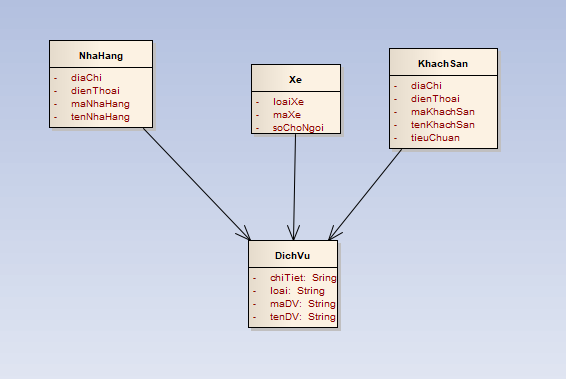 NhaHang
- diaChi
- dienThoai
- maNhaHang
- tenNhaHang
Xe
- loaiXe
- maXe
- soChoNgoi
KhachSan
- diaChi
- dienThoai
- maKhachSan
- tenKhachSan
- tieuChuan
DichVu
- chiTiet: Sring
- loai: String
- maDV: String
- tenDV: String